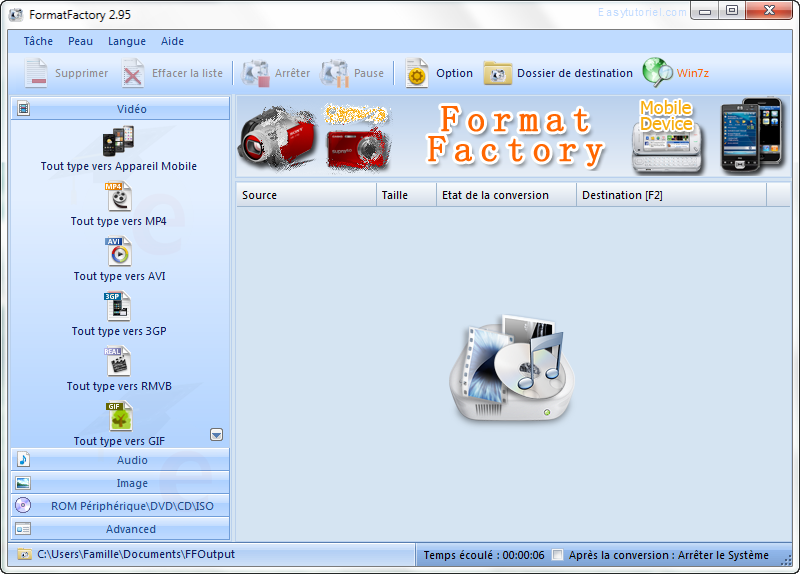 FormatFactory 2.95
Easytutoriel.com
Tâche Peau Langue Aide
Supprimer Effacer la liste Arrêter Pause Option Dossier de destination Win7z
Vidéo
Tout type vers Appareil Mobile
MP4
Tout type vers MP4
AVI
Tout type vers AVI
3GP
Tout type vers 3GP
REAL
Tout type vers RMVB
GIF
Tout type vers GIF
Audio
Image
ROM Périphérique\DVD\CD\ISO
Advanced
Format
Factory
Mobile
Device
Source Taille Etat de la conversion Destination [F2]
C:\Users\Famille\Documents\FFOutput
Temps écoulé : 00:00:06 Après la conversion : Arrêter le Système